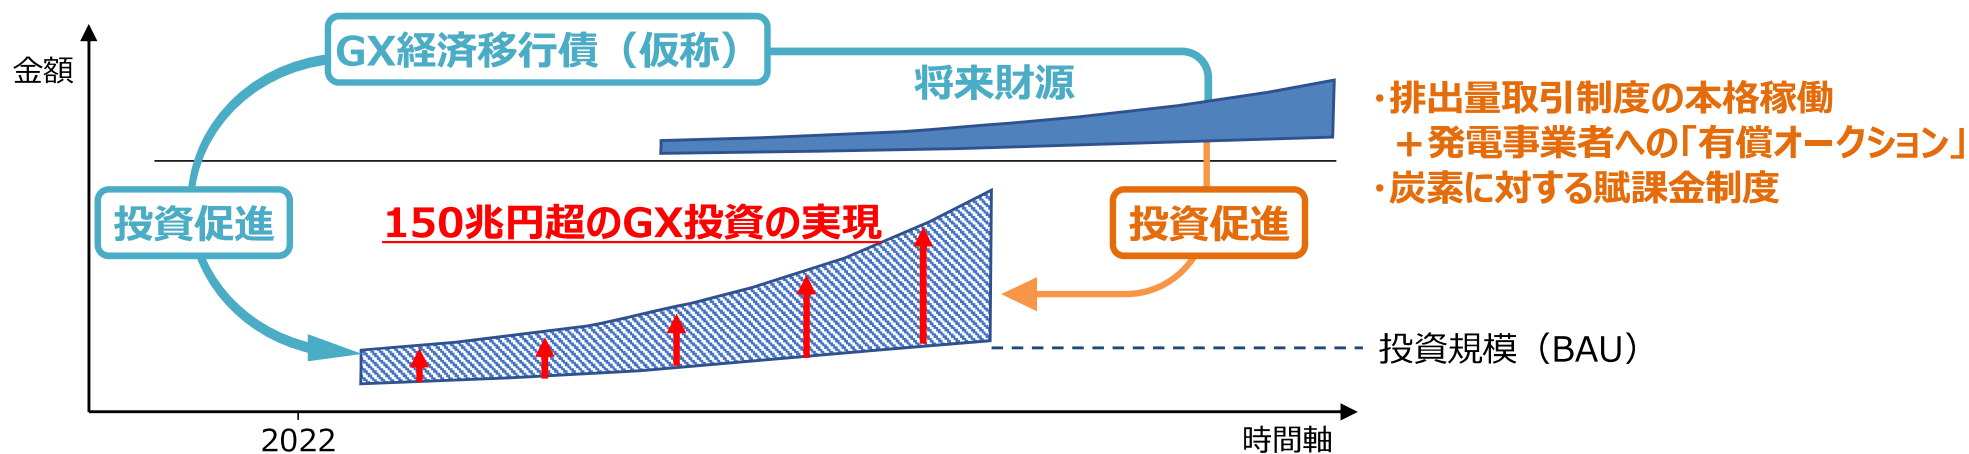 金額
GX経済移行債（仮称）
将来財源
・排出量取引制度の本格稼働
＋発電事業者への「有償オークション」
・炭素に対する賦課金制度
投資促進
150兆円超のGX投資の実現
投資促進
投資規模（BAU）
2022
時間軸